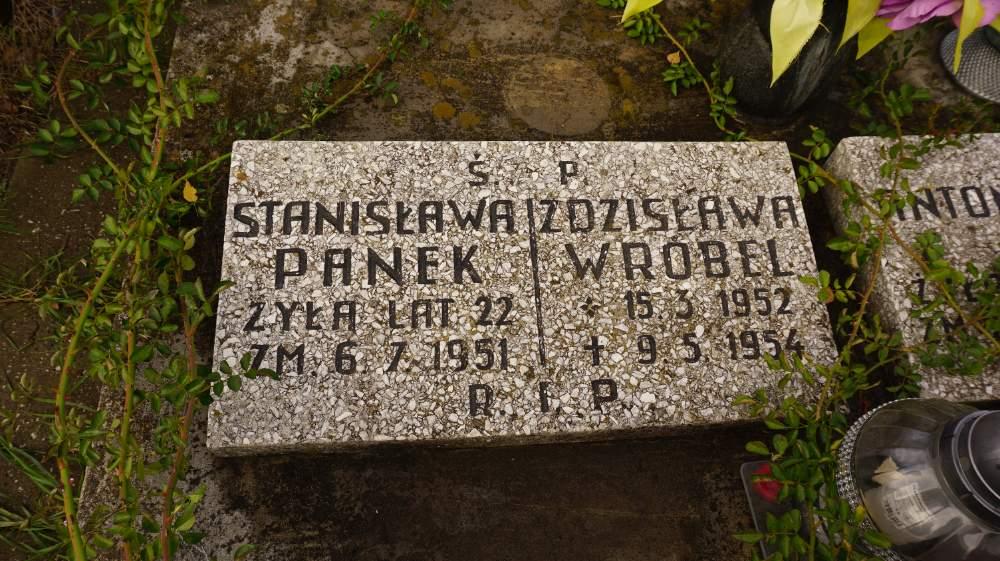 Ś. P
STANISŁAWA
PANEK
ŻYŁA LAT 22
ZM. 6. 7. 1951
ZDZISŁAWA
WRÓBEL
* 15. 3 1952
+ 9 5. 1954
R. I. P